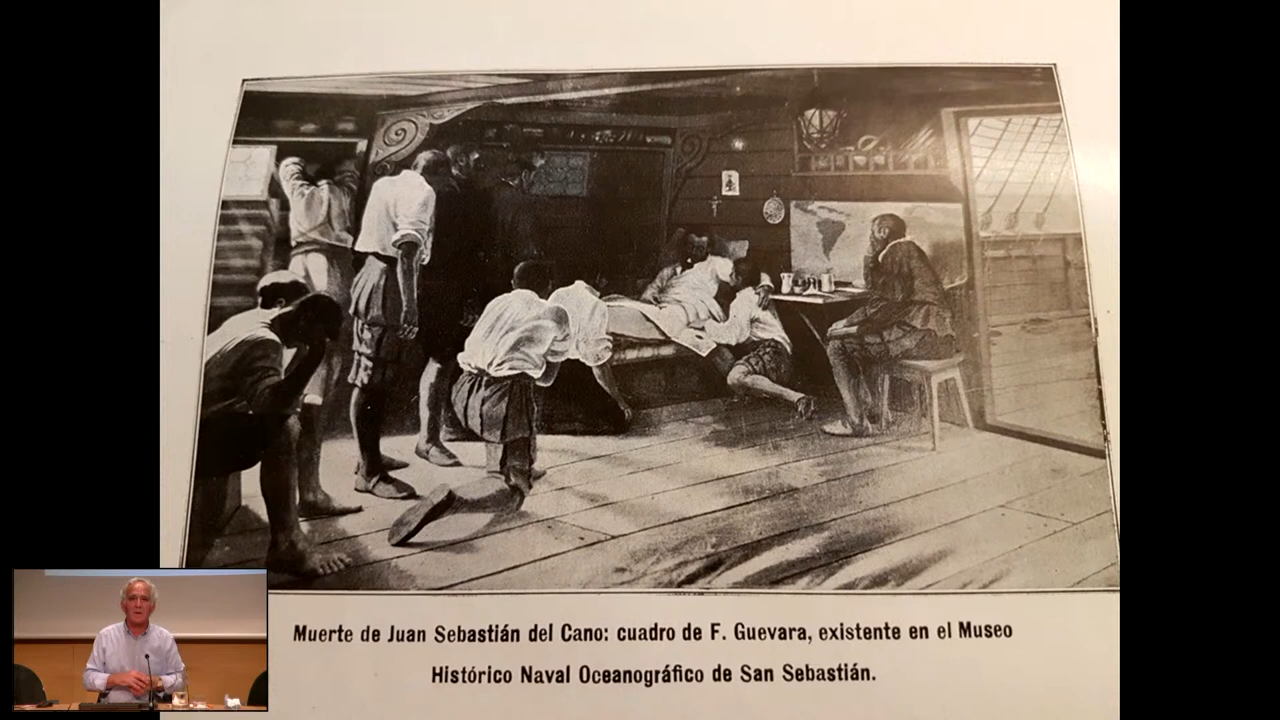 Muerte de Juan Sebastián del Cano: cuadro de F. Guevara, existente en el Museo
Histórico Naval Oceanográfico de San Sebastián.